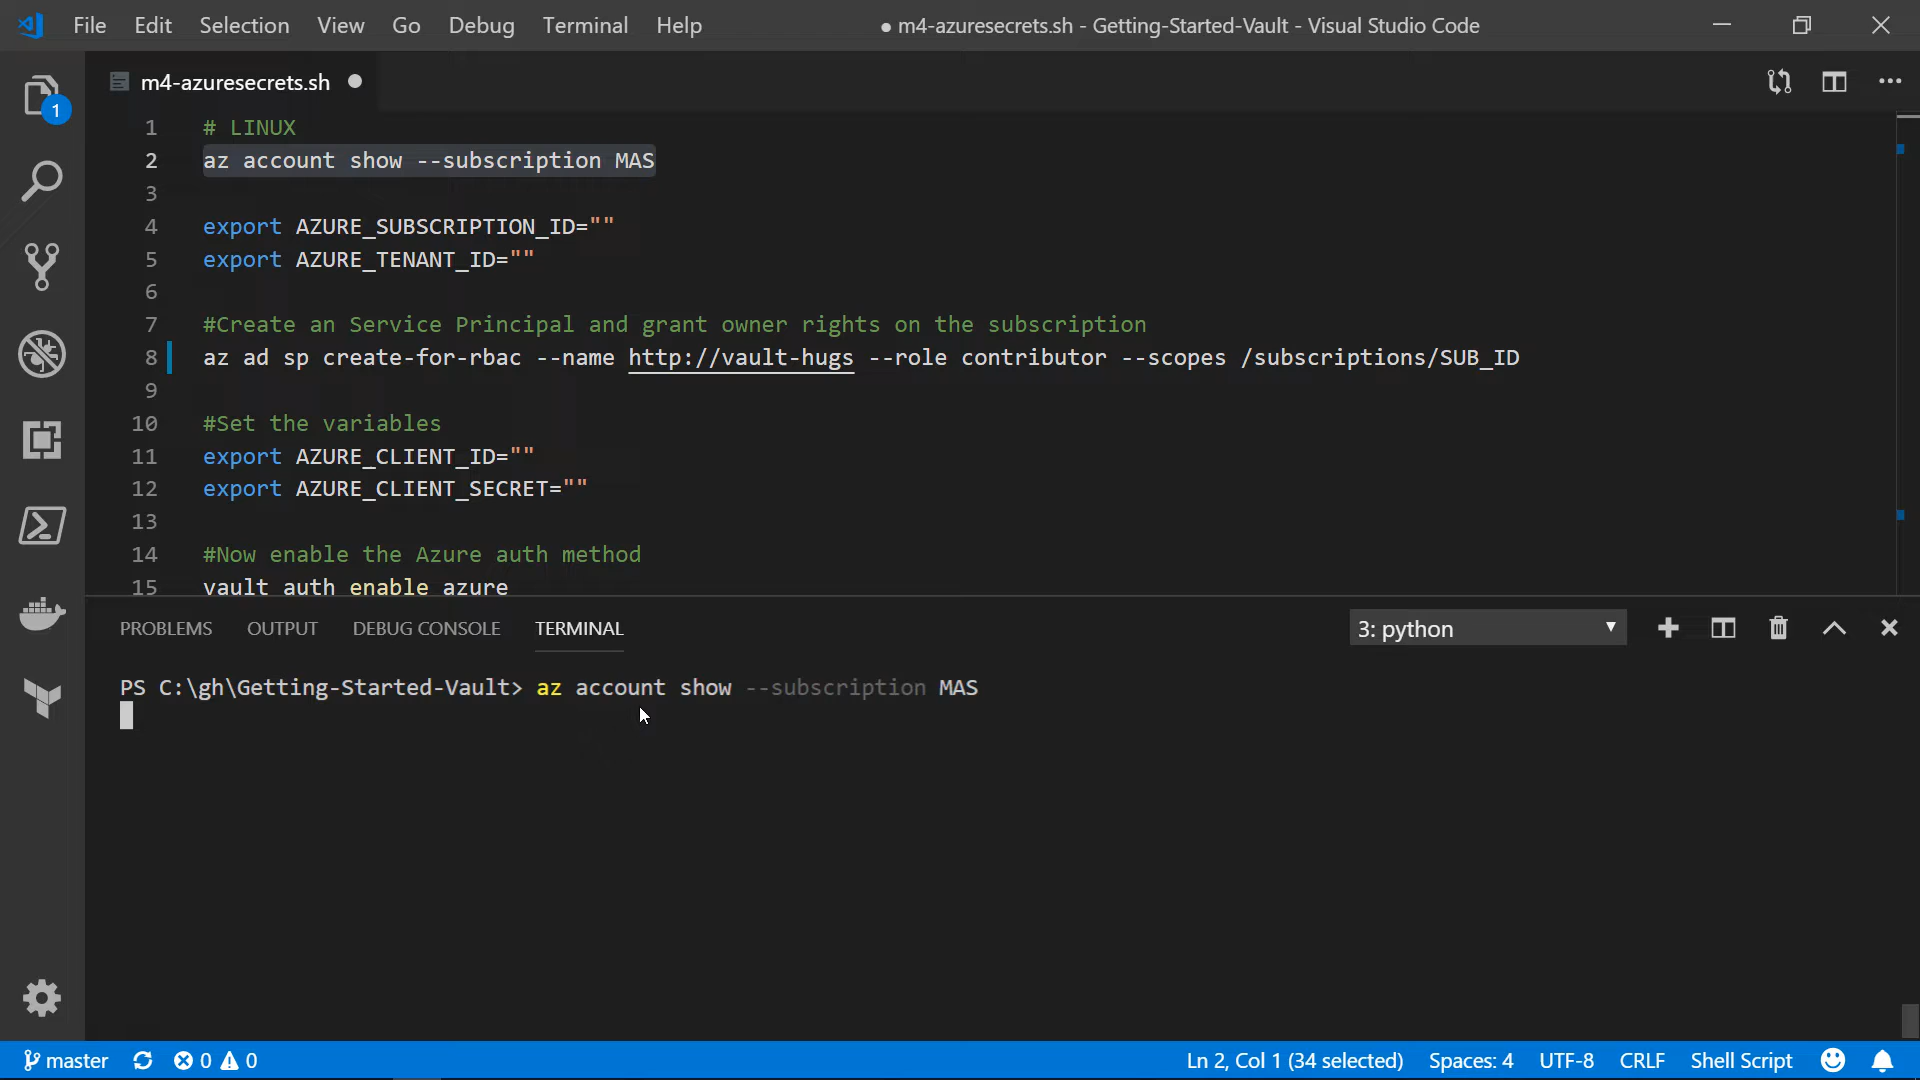 File Edit Selection View Go Debug Terminal Help
● m4-azuresecrets.sh - Getting-Started-Vault - Visual Studio Code
m4-azuresecrets.sh
1
1 # LINUX
2 az account show --subscription MAS
3
4 export AZURE_SUBSCRIPTION_ID=""
5 export AZURE_TENANT_ID=""
6
7 #Create an Service Principal and grant owner rights on the subscription
8 az ad sp create-for-rbac --name http://vault-hugs --role contributor --scopes /subscriptions/SUB_ID
9
10 #Set the variables
11 export AZURE_CLIENT_ID=""
12 export AZURE_CLIENT_SECRET=""
13
14 #Now enable the Azure auth method
15 vault auth enable azure
PROBLEMS OUTPUT DEBUG CONSOLE TERMINAL
3: python
PS C:\gh\Getting-Started-Vault> az account show --subscription MAS
master 0 0
Ln 2, Col 1 (34 selected) Spaces: 4 UTF-8 CRLF Shell Script